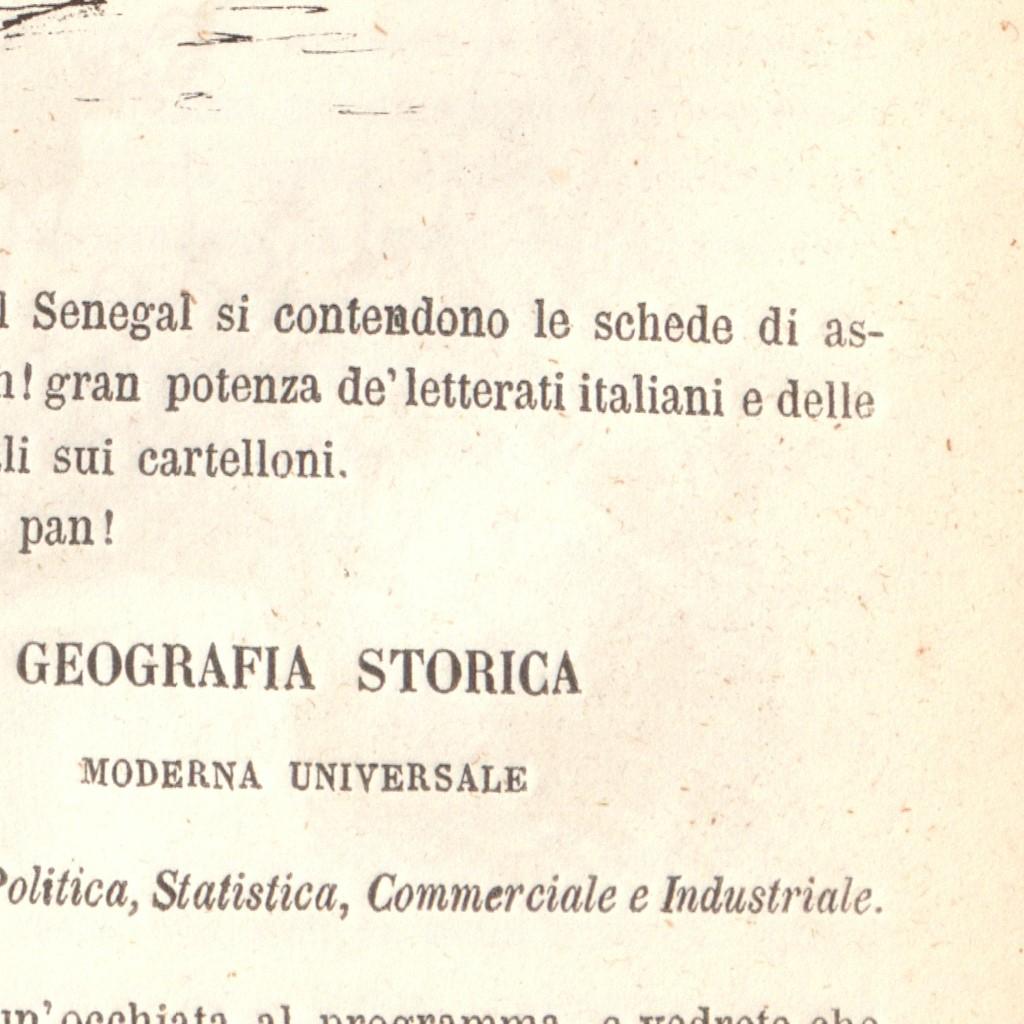 l Senegal si contendono le schede di as-
h! gran potenza de' letterati italiani e delle
li sui cartelloni.
pan!
GEOGRAFIA STORICA
MODERNA UNIVERSALE
Politica, Statistica, Commerciale e Industriale.
un'occhiata al programma, e vedrete che